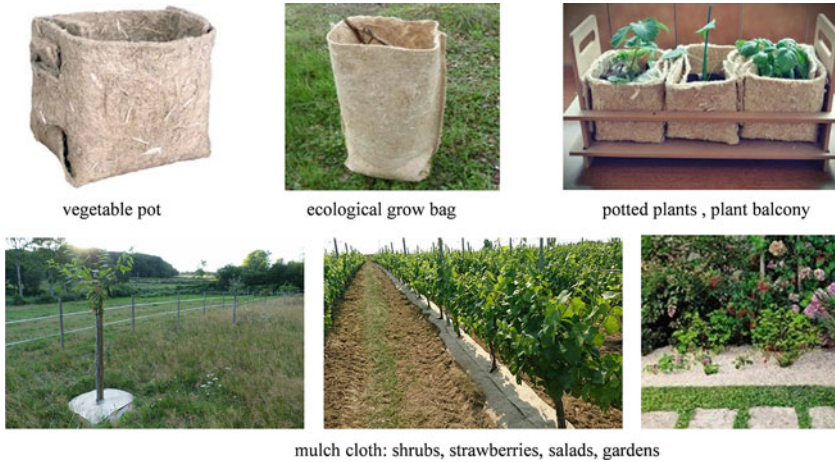 vegetable pot
ecological grow bag
potted plants , plant balcony
mulch cloth: shrubs, strawberries, salads, gardens